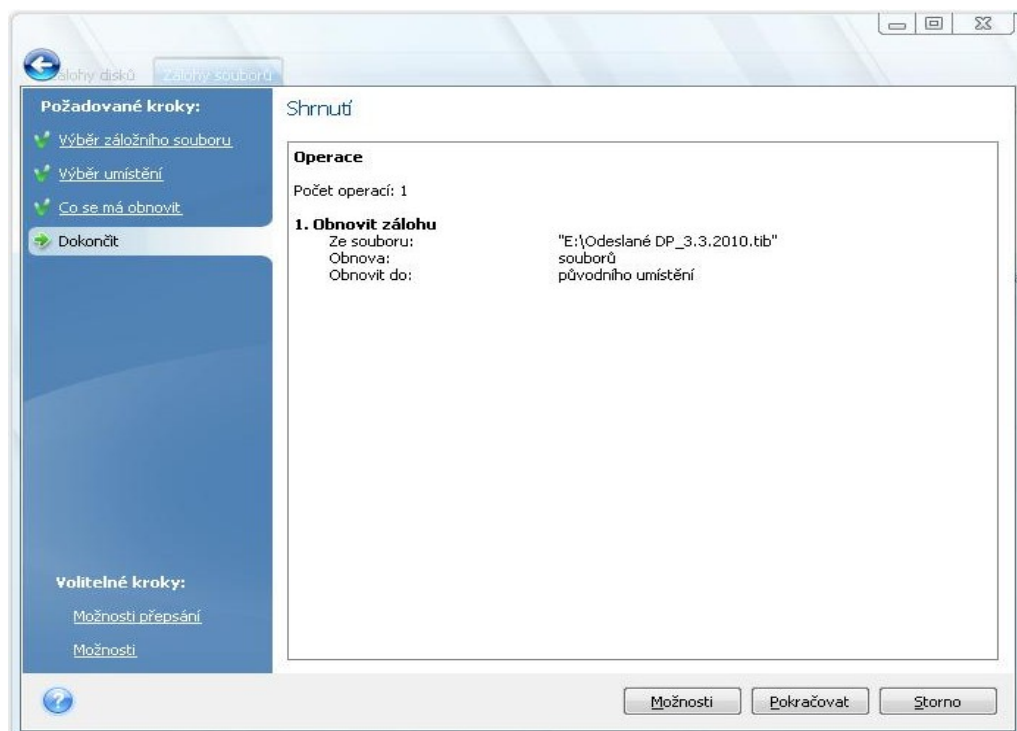 álohy disků Zálohy souborů
Požadované kroky:
Výběr záložního souboru
Výběr umístění
Co se má obnovit
Dokončit
Volitelné kroky:
Možnosti přepsání
Možnosti
Shrnutí
Operace
Počet operací: 1
1. Obnovit zálohu
Ze souboru: "E:\Odeslané DP_3.3.2010.tib"
Obnova: souborů
Obnovit do: původního umístění
Možnosti Pokračovat Storno